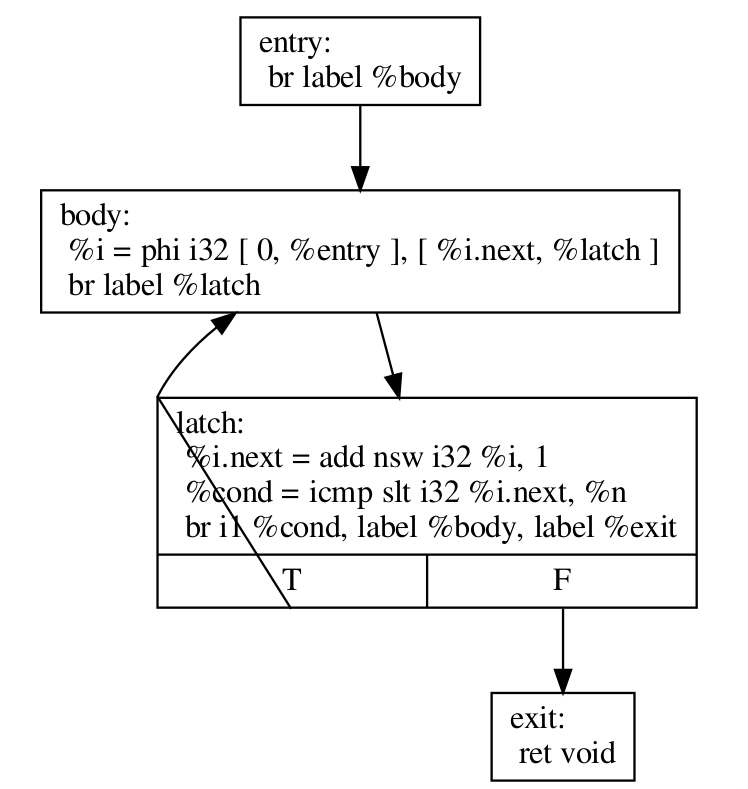 entry:
br label %body
body:
%i = phi i32 [ 0, %entry ], [ %i.next, %latch ]
br label %latch
latch:
%i.next = add nsw i32 %i, 1
%cond = icmp slt i32 %i.next, %n
br i1 %cond, label %body, label %exit
T
F
exit:
ret void